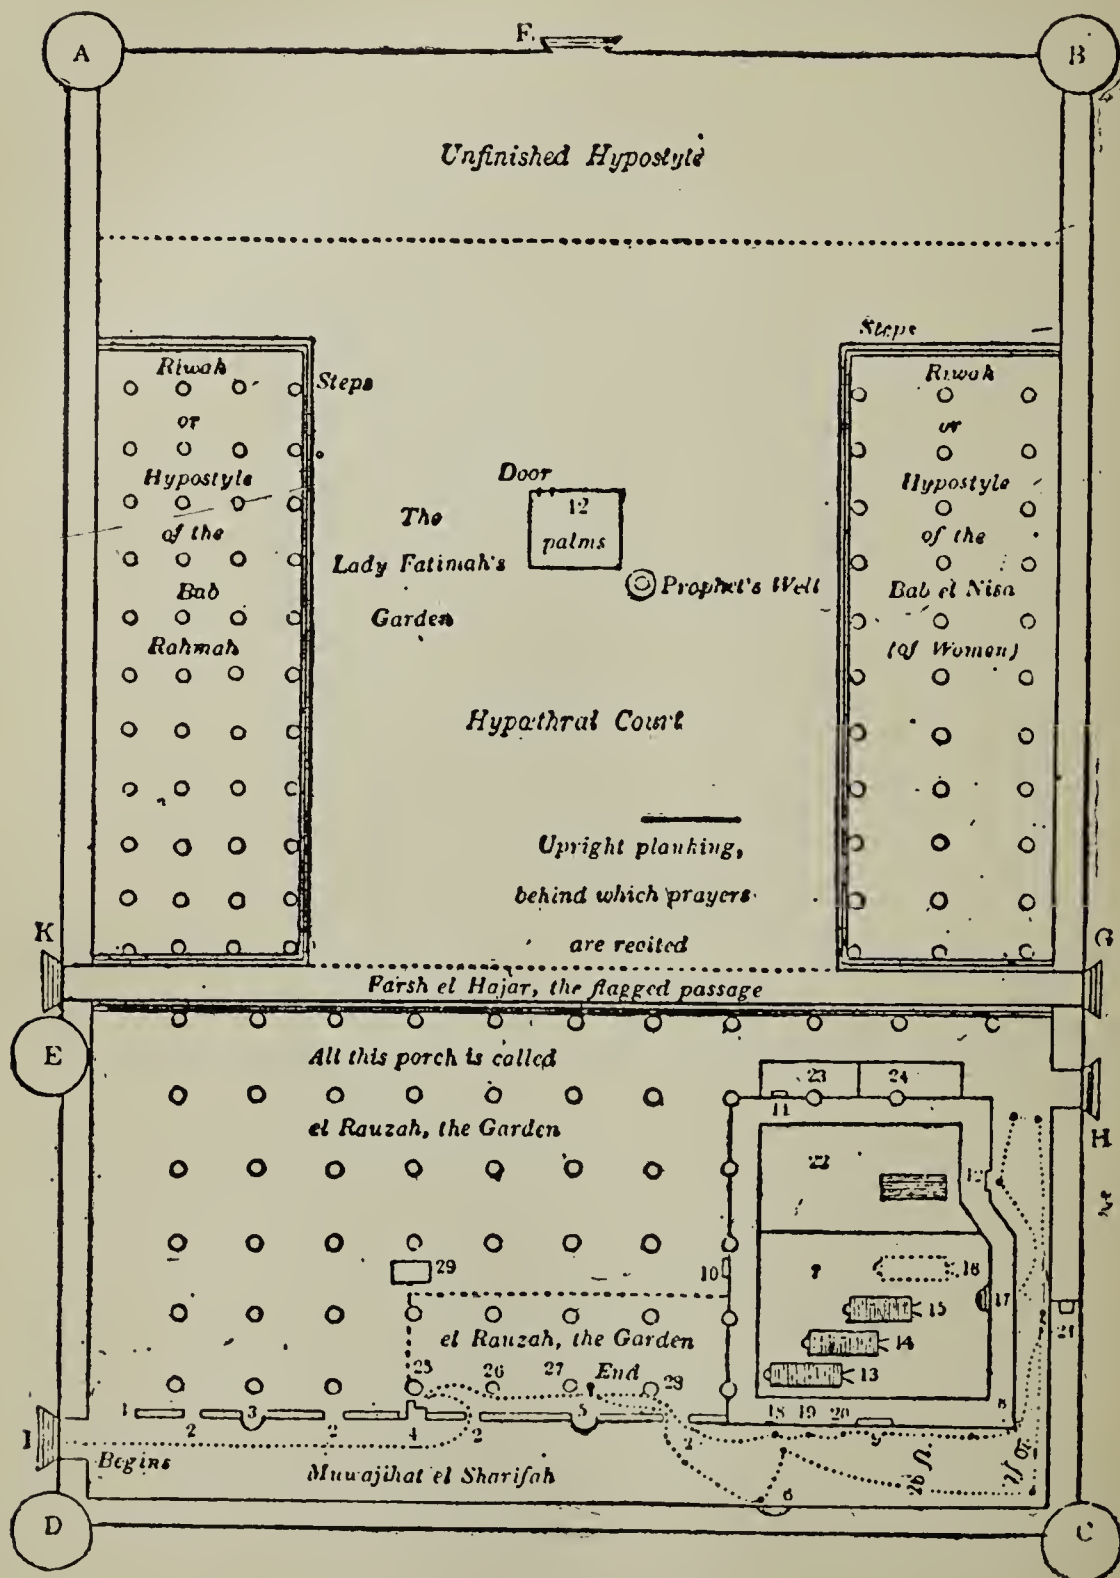 A
F.
B
Unfinished Hypostyle
Steps
Riwak
or
Hypostyle
of the
Bab
Rahmah
Steps
Door
12
palms
The
Lady Fatimah's
Garden
Prophet's Well
Riwak
or
Hypostyle
of the
Bab el Nisa
(of Women)
Hypæthral Court
Upright planking,
behind which prayers
are recited
K
G
Farsh el Hajar, the flagged passage
E
All this porch is called
el Rauzah, the Garden
23
24
11
H
22
12
29
10
16
17
15
21
14
13
el Rauzah, the Garden
25
26
27
End
28
1
2
3
2
4
2
5
2
18
19
20
9
8
I
Begins
Muwajihat el Sharifah
6
26 ft.
D
C